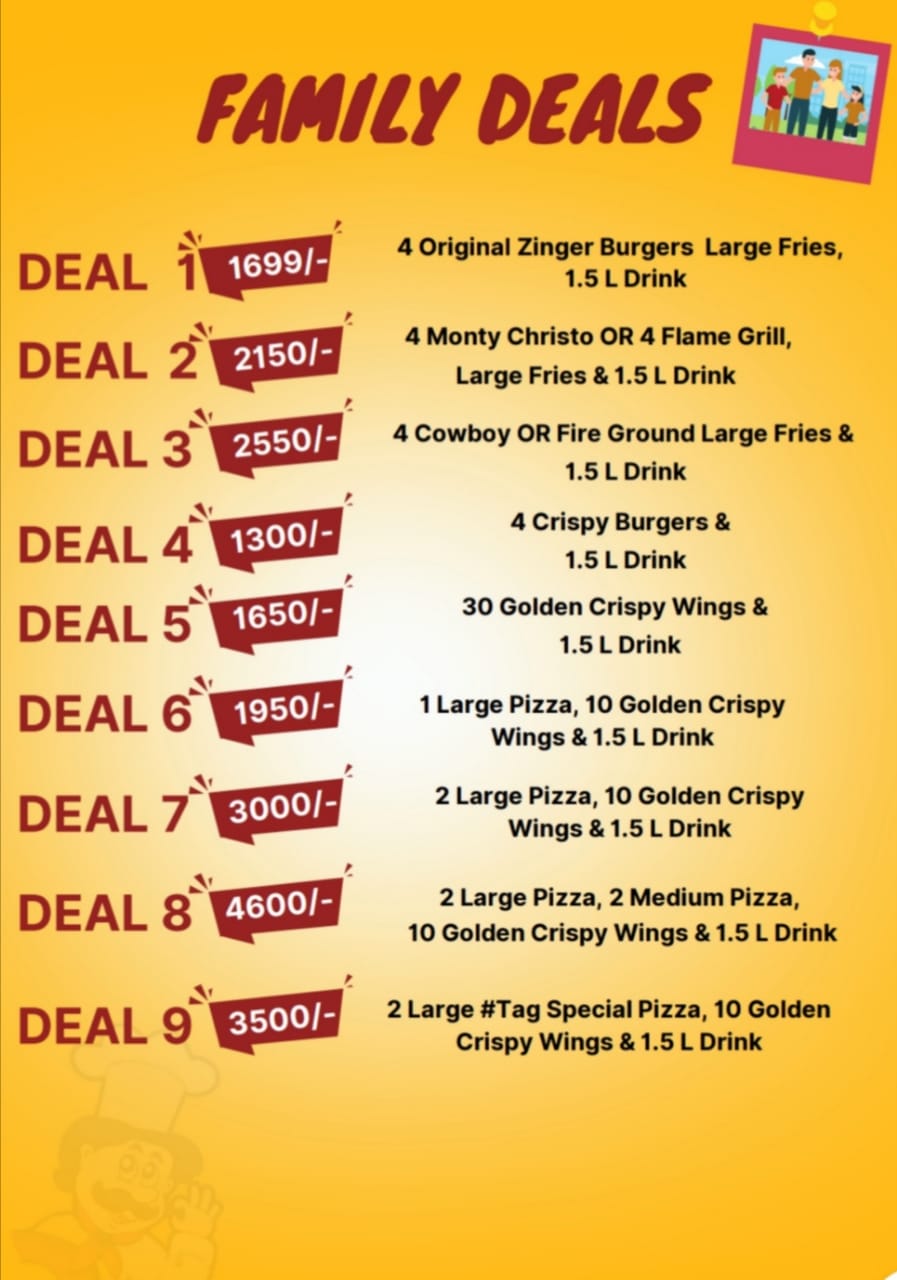 FAMILY DEALS
DEAL 1 1699/- 4 Original Zinger Burgers Large Fries,
1.5 L Drink
DEAL 2 2150/- 4 Monty Christo OR 4 Flame Grill,
Large Fries & 1.5 L Drink
DEAL 3 2550/- 4 Cowboy OR Fire Ground Large Fries &
1.5 L Drink
DEAL 4 1300/- 4 Crispy Burgers &
1.5 L Drink
DEAL 5 1650/- 30 Golden Crispy Wings &
1.5 L Drink
DEAL 6 1950/- 1 Large Pizza, 10 Golden Crispy
Wings & 1.5 L Drink
DEAL 7 3000/- 2 Large Pizza, 10 Golden Crispy
Wings & 1.5 L Drink
DEAL 8 4600/- 2 Large Pizza, 2 Medium Pizza,
10 Golden Crispy Wings & 1.5 L Drink
DEAL 9 3500/- 2 Large #Tag Special Pizza, 10 Golden
Crispy Wings & 1.5 L Drink